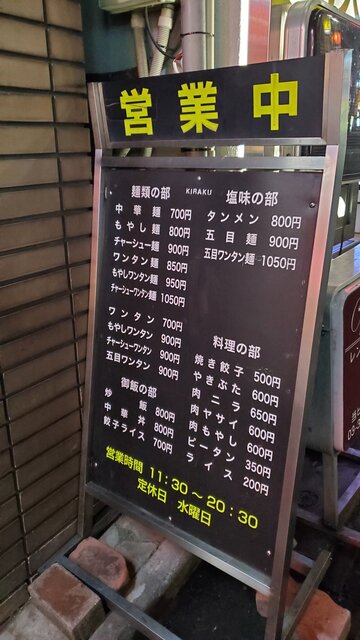 営業中
KIRAKU
麺類の部
中華麺 700円
もやし麺 800円
チャーシュー麺 900円
ワンタン麺 850円
もやしワンタン麺 950円
チャーシューワンタン麺 1050円
ワンタン 700円
もやしワンタン 900円
チャーシューワンタン 900円
五目ワンタン 900円
御飯の部
炒飯 800円
中華丼 800円
餃子ライス 700円
塩味の部
タンメン 800円
五目麺 900円
五目ワンタン麺 1050円
料理の部
焼き餃子 500円
やきぶた 600円
肉ニラ 650円
肉ヤサイ 600円
肉もやし 600円
ピータン 350円
ライス 200円
営業時間 11:30～20:30
定休日 水曜日